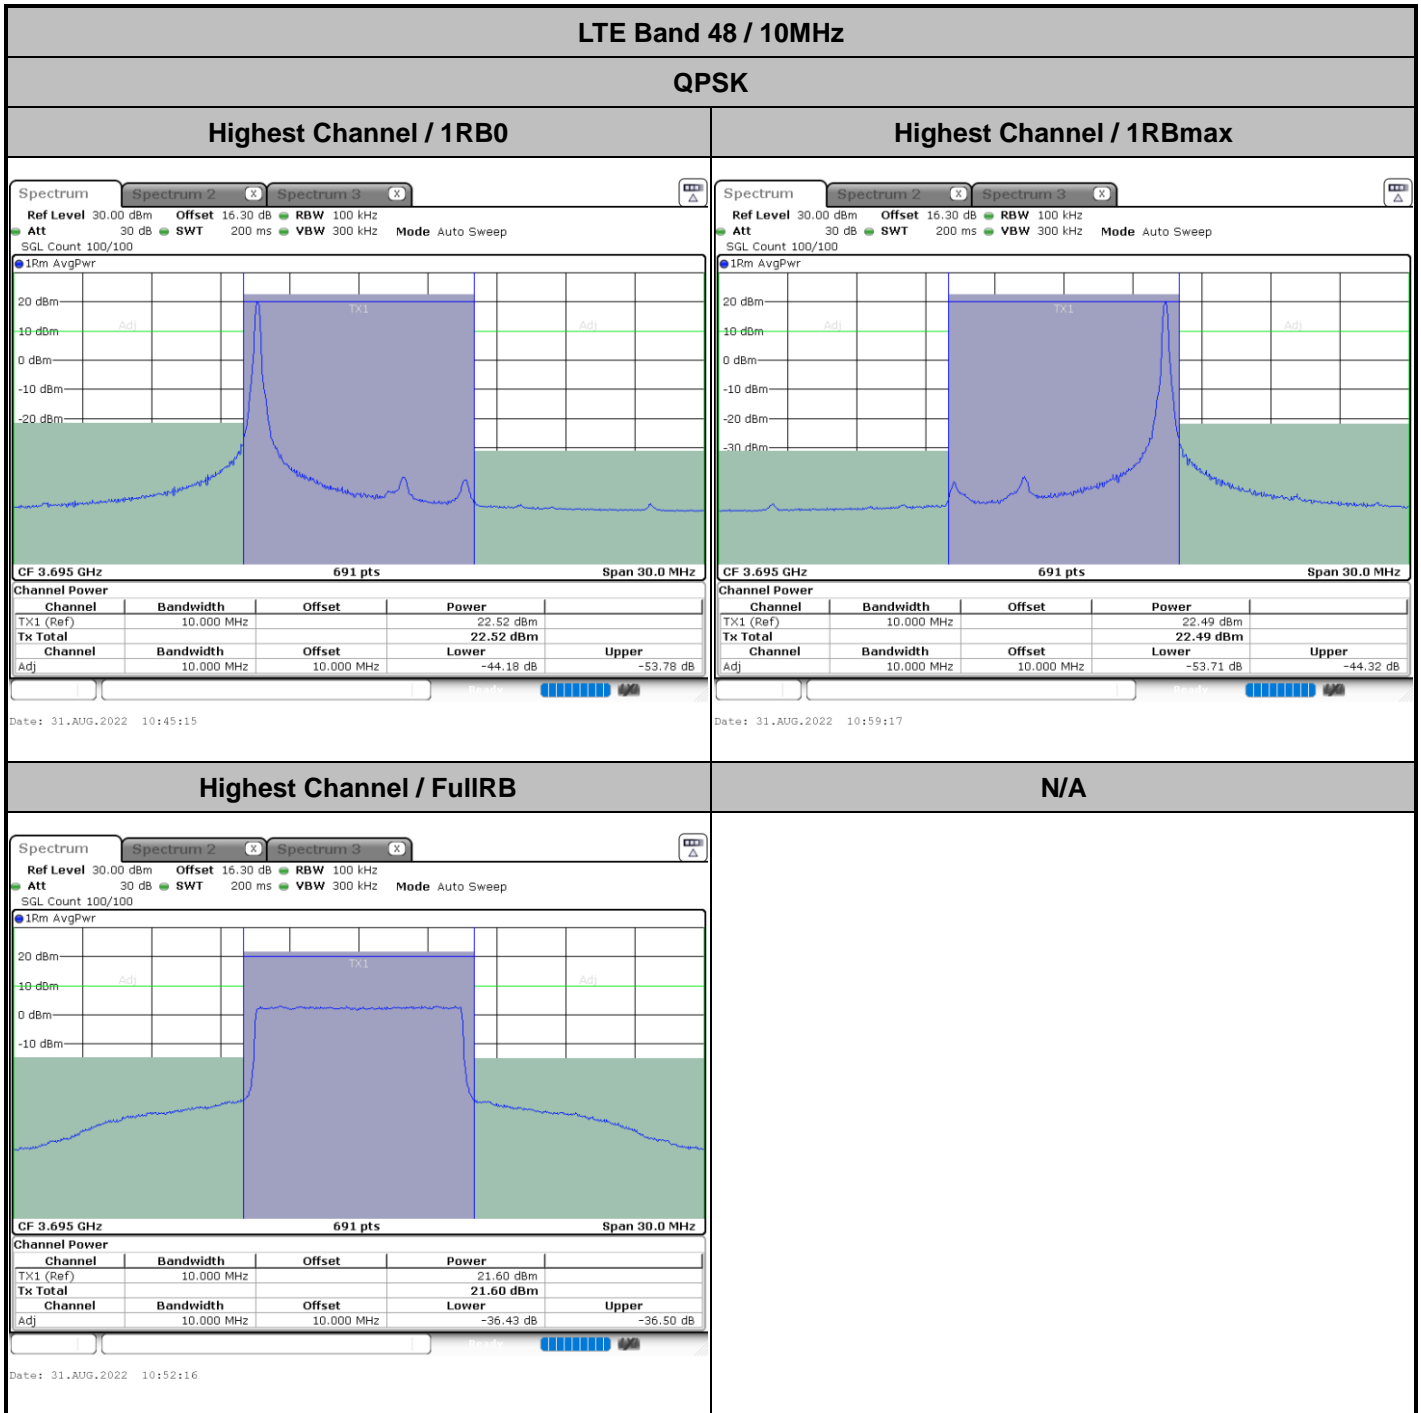 LTE Band 48 / 10MHz
QPSK
Highest Channel / 1RB0
Highest Channel / 1RBmax
Spectrum Spectrum 2 X Spectrum 3 X
Ref Level 30.00 dBm Offset 16.30 dB RBW 100 kHz
Att 30 dB SWT 200 ms VBW 300 kHz Mode Auto Sweep
SGL Count 100/100
1Rm AvgPwr
20 dBm
TX1
Adj
Adj
10 dBm
0 dBm
-10 dBm
-20 dBm
CF 3.695 GHz 691 pts Span 30.0 MHz
Channel Power
Channel Bandwidth Offset Power
TX1 (Ref) 10.000 MHz 22.52 dBm
Tx Total 22.52 dBm
Channel Bandwidth Offset Lower Upper
Adj 10.000 MHz 10.000 MHz -44.18 dB -53.78 dB
Ready
Date: 31.AUG.2022 10:45:15
Spectrum Spectrum 2 X Spectrum 3 X
Ref Level 30.00 dBm Offset 16.30 dB RBW 100 kHz
Att 30 dB SWT 200 ms VBW 300 kHz Mode Auto Sweep
SGL Count 100/100
1Rm AvgPwr
20 dBm
TX1
Adj
Adj
10 dBm
0 dBm
-10 dBm
-20 dBm
-30 dBm
CF 3.695 GHz 691 pts Span 30.0 MHz
Channel Power
Channel Bandwidth Offset Power
TX1 (Ref) 10.000 MHz 22.49 dBm
Tx Total 22.49 dBm
Channel Bandwidth Offset Lower Upper
Adj 10.000 MHz 10.000 MHz -53.71 dB -44.32 dB
Ready
Date: 31.AUG.2022 10:59:17
Highest Channel / FullRB
N/A
Spectrum Spectrum 2 X Spectrum 3 X
Ref Level 30.00 dBm Offset 16.30 dB RBW 100 kHz
Att 30 dB SWT 200 ms VBW 300 kHz Mode Auto Sweep
SGL Count 100/100
1Rm AvgPwr
20 dBm
TX1
Adj
Adj
10 dBm
0 dBm
-10 dBm
CF 3.695 GHz 691 pts Span 30.0 MHz
Channel Power
Channel Bandwidth Offset Power
TX1 (Ref) 10.000 MHz 21.60 dBm
Tx Total 21.60 dBm
Channel Bandwidth Offset Lower Upper
Adj 10.000 MHz 10.000 MHz -36.43 dB -36.50 dB
Ready
Date: 31.AUG.2022 10:52:16